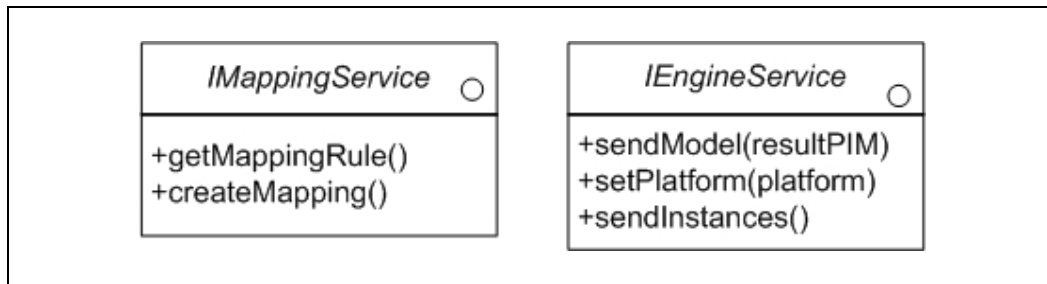 IMappingService
+getMappingRule()
+createMapping()
IEngineService
+sendModel(resultPIM)
+setPlatform(platform)
+sendInstances()